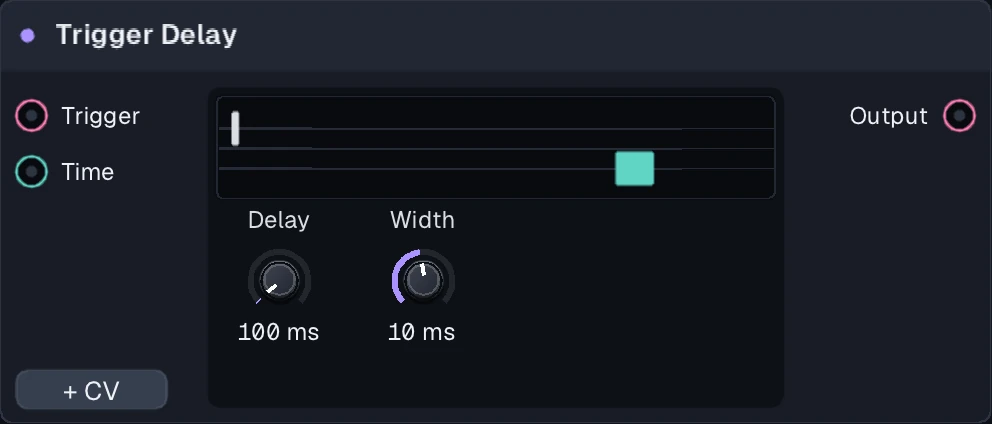 Trigger Delay
Trigger
Output
Time
Delay
Width
100 ms
10 ms
+ CV